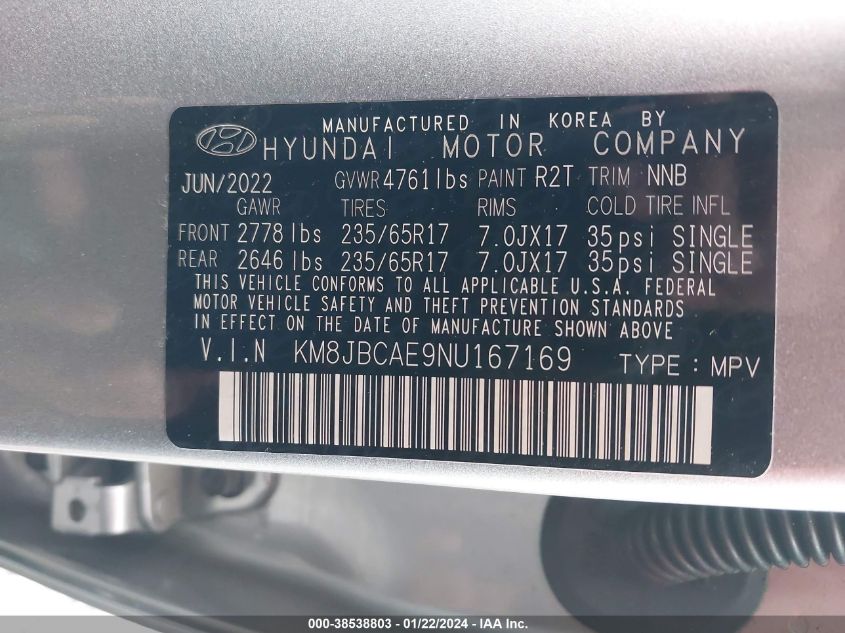 MANUFACTURED IN KOREA BY
HYUNDAI MOTOR COMPANY
JUN/2022 GVWR 4761 lbs PAINT R2T TRIM NNB
GAWR TIRES RIMS COLD TIRE INFL
FRONT 2778 lbs 235/65R17 7.0JX17 35psi SINGLE
REAR 2646 lbs 235/65R17 7.0JX17 35psi SINGLE
THIS VEHICLE CONFORMS TO ALL APPLICABLE U.S.A. FEDERAL
MOTOR VEHICLE SAFETY AND THEFT PREVENTION STANDARDS
IN EFFECT ON THE DATE OF MANUFACTURE SHOWN ABOVE
V.I.N KM8JBCAE9NU167169 TYPE : MPV
000-38538803 - 01/22/2024 - IAA Inc.